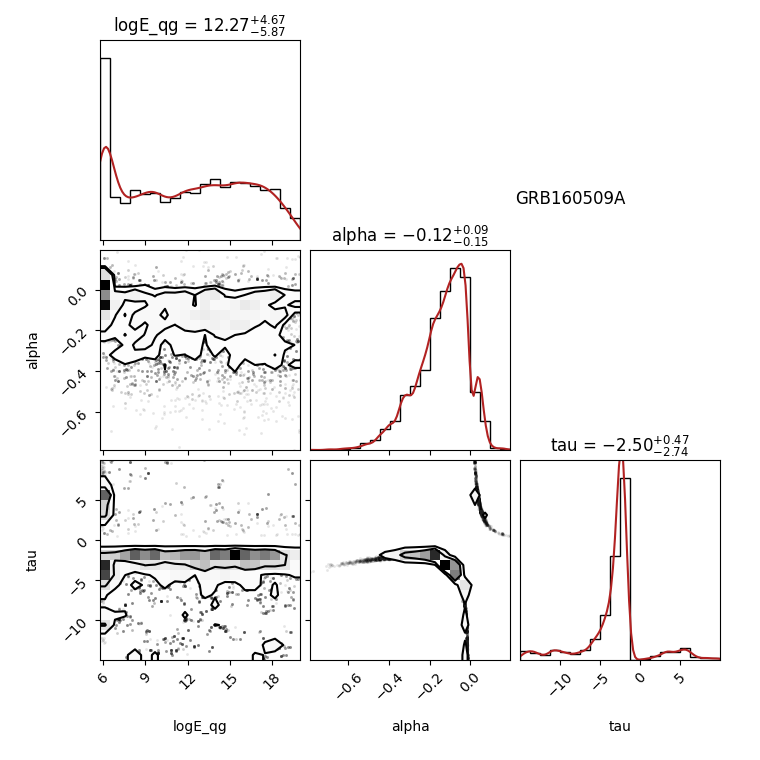 logE_qg = 12.27+4.67−5.87
GRB160509A
alpha = −0.12+0.09−0.15
0.0
−0.2
−0.4
−0.6
alpha
tau = −2.50+0.47−2.74
5
0
−5
−10
tau
6 9 12 15 18
−0.6 −0.4 −0.2 0.0
−10 −5 0 5
logE_qg alpha tau